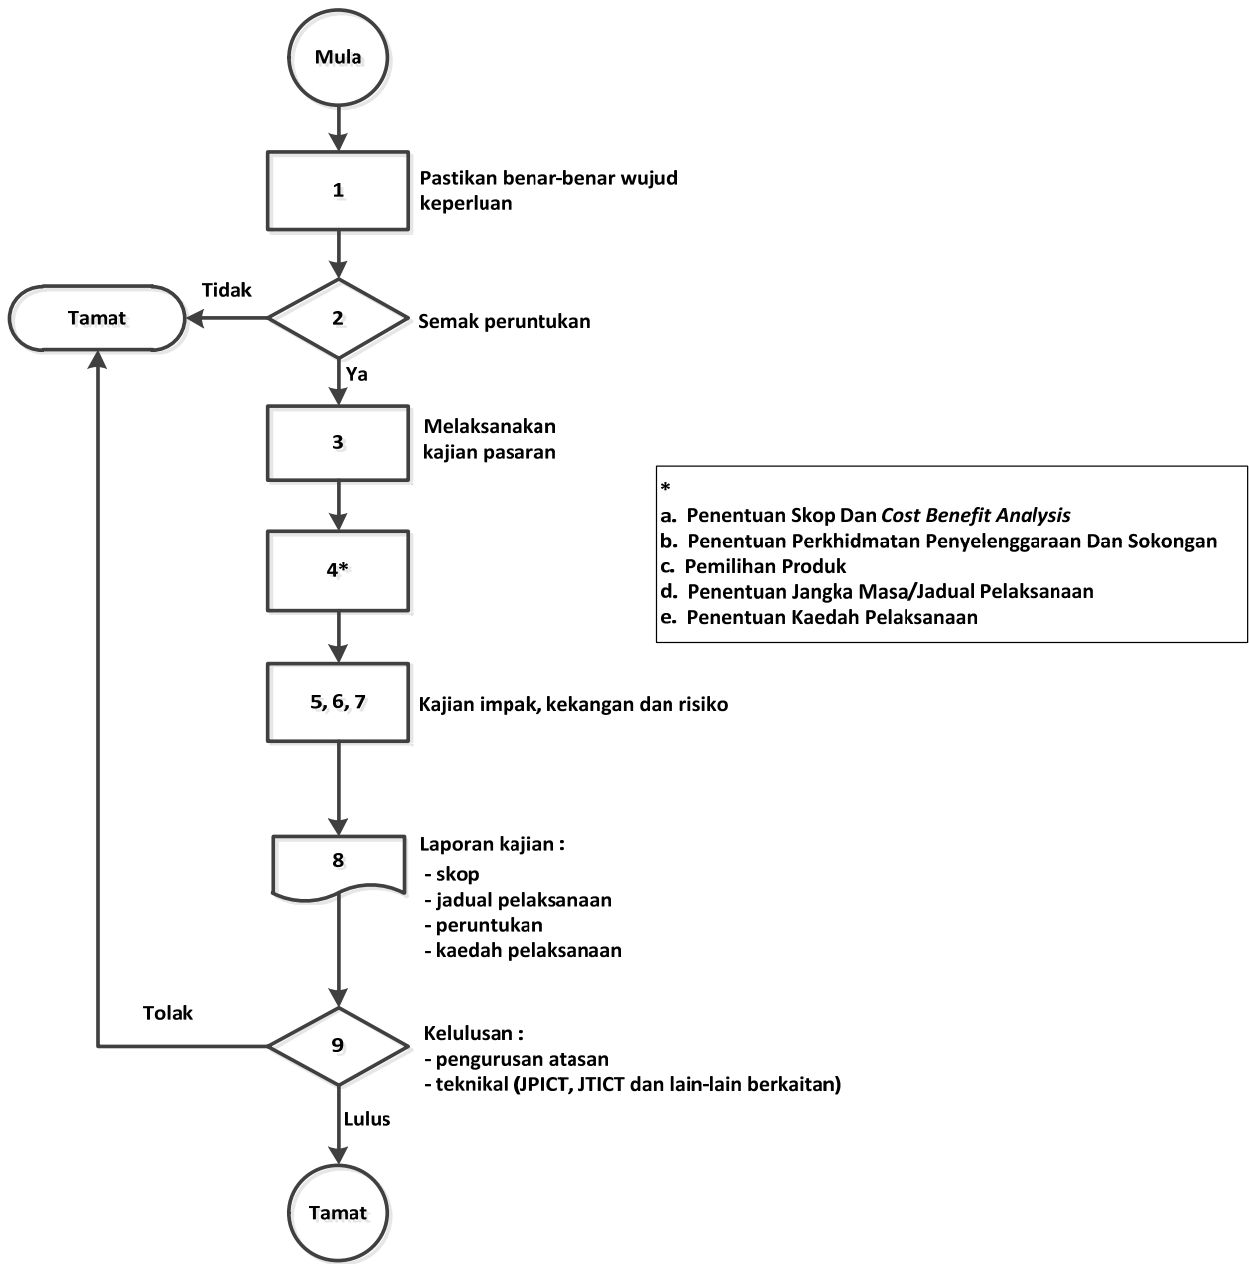 Mula
1
Pastikan benar-benar wujud
keperluan
Tidak
Tamat
2
Semak peruntukan
Ya
3
Melaksanakan
kajian pasaran
4*
*
a. Penentuan Skop Dan Cost Benefit Analysis
b. Penentuan Perkhidmatan Penyelenggaraan Dan Sokongan
c. Pemilihan Produk
d. Penentuan Jangka Masa/Jadual Pelaksanaan
e. Penentuan Kaedah Pelaksanaan
5, 6, 7
Kajian impak, kekangan dan risiko
8
Laporan kajian :
- skop
- jadual pelaksanaan
- peruntukan
- kaedah pelaksanaan
Tolak
9
Kelulusan :
- pengurusan atasan
- teknikal (JPICT, JTICT dan lain-lain berkaitan)
Lulus
Tamat